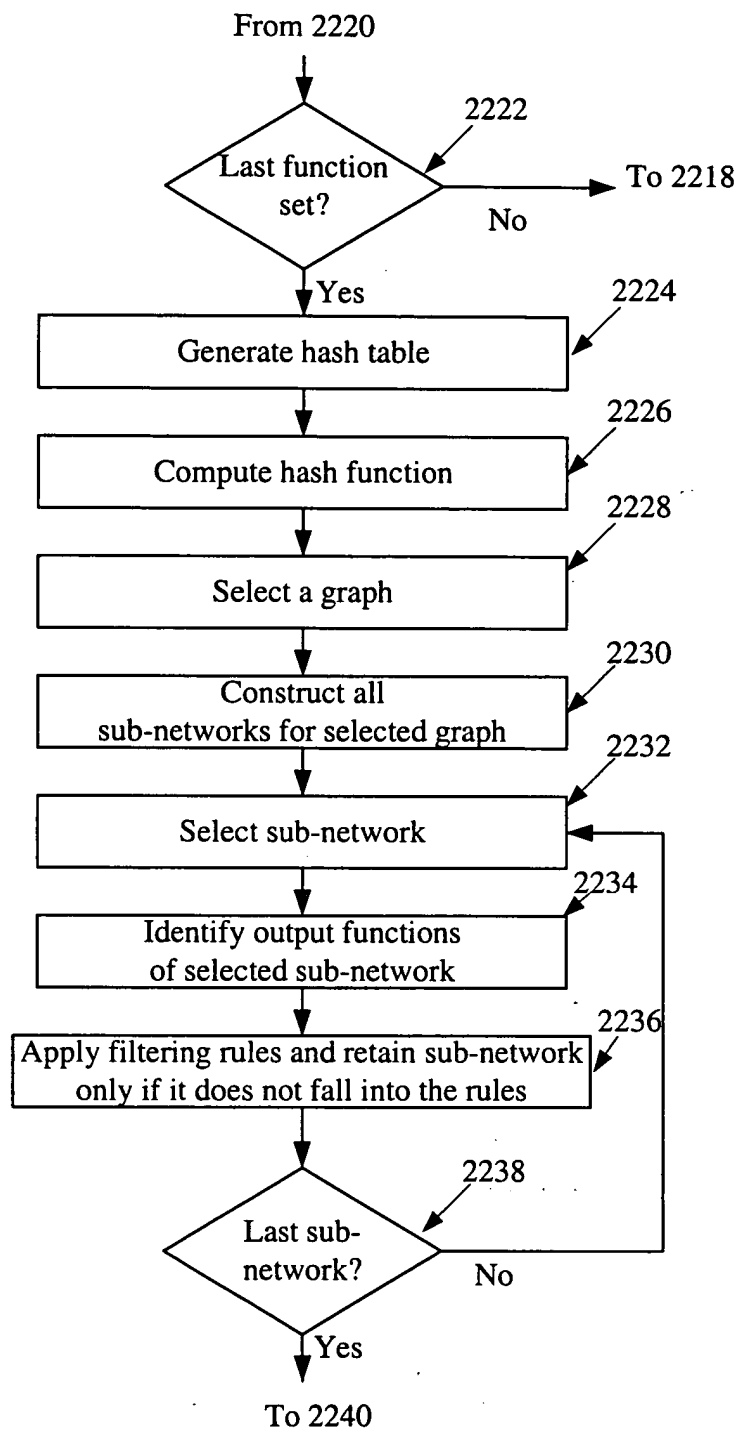 From 2220
2222
Last function
set?
To 2218
No
Yes
2224
Generate hash table
2226
Compute hash function
2228
Select a graph
2230
Construct all
sub-networks for selected graph
2232
Select sub-network
2234
Identify output functions
of selected sub-network
2236
Apply filtering rules and retain sub-network
only if it does not fall into the rules
2238
Last sub-
network?
No
Yes
To 2240